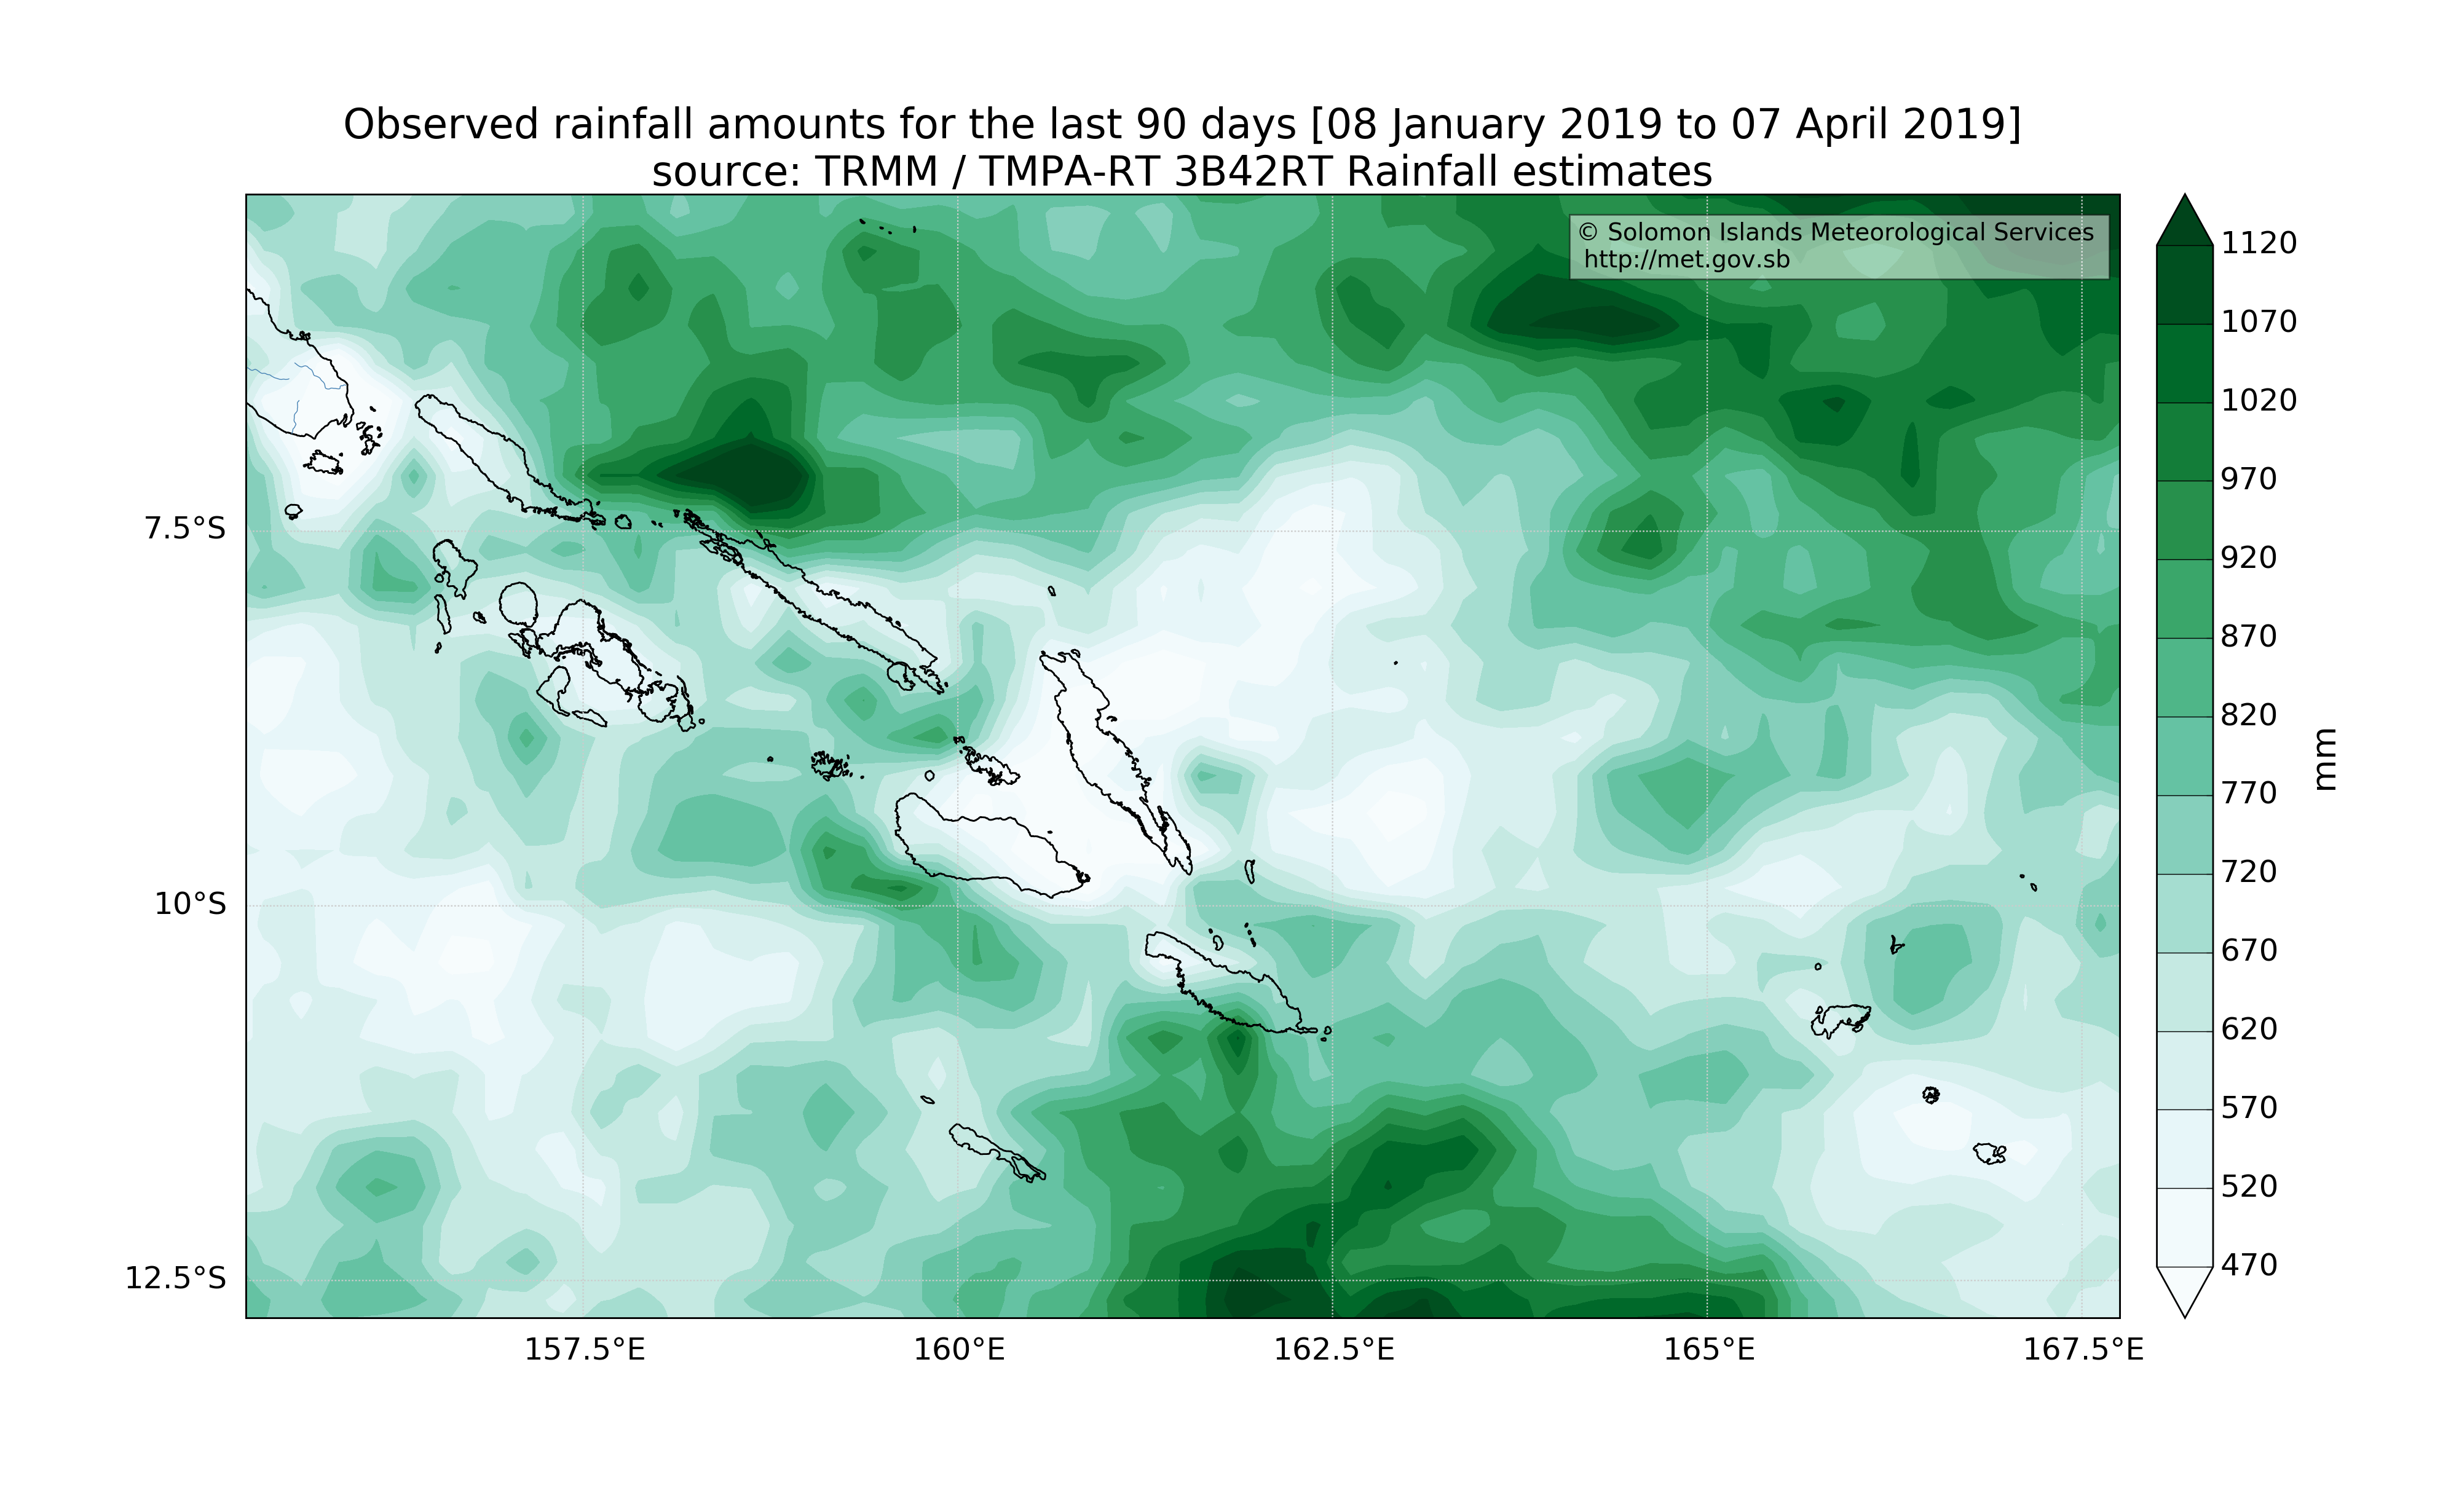 Observed rainfall amounts for the last 90 days [08 January 2019 to 07 April 2019]
source: TRMM / TMPA-RT 3B42RT Rainfall estimates
© Solomon Islands Meteorological Services
http://met.gov.sb
7.5°S
10°S
12.5°S
157.5°E
160°E
162.5°E
165°E
167.5°E
1120
1070
1020
970
920
870
820
770
720
670
620
570
520
470
mm